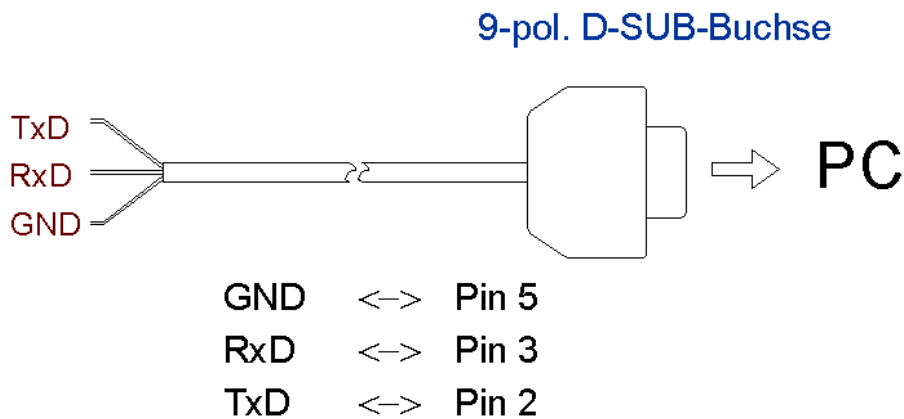 9-pol. D-SUB-Buchse
TxD
RxD
GND
PC
GND <-> Pin 5
RxD <-> Pin 3
TxD <-> Pin 2